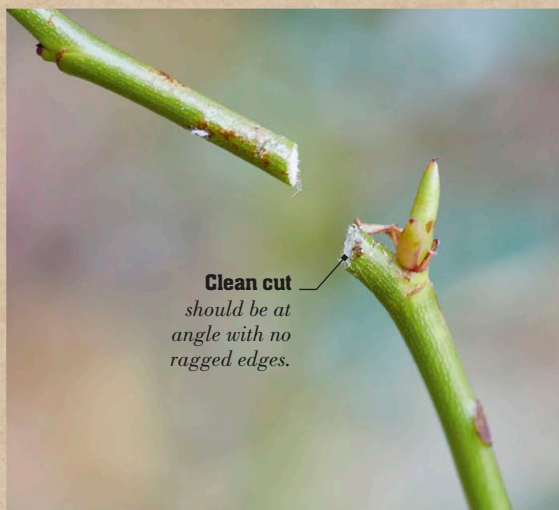 Clean cut
should be at
angle with no
ragged edges.